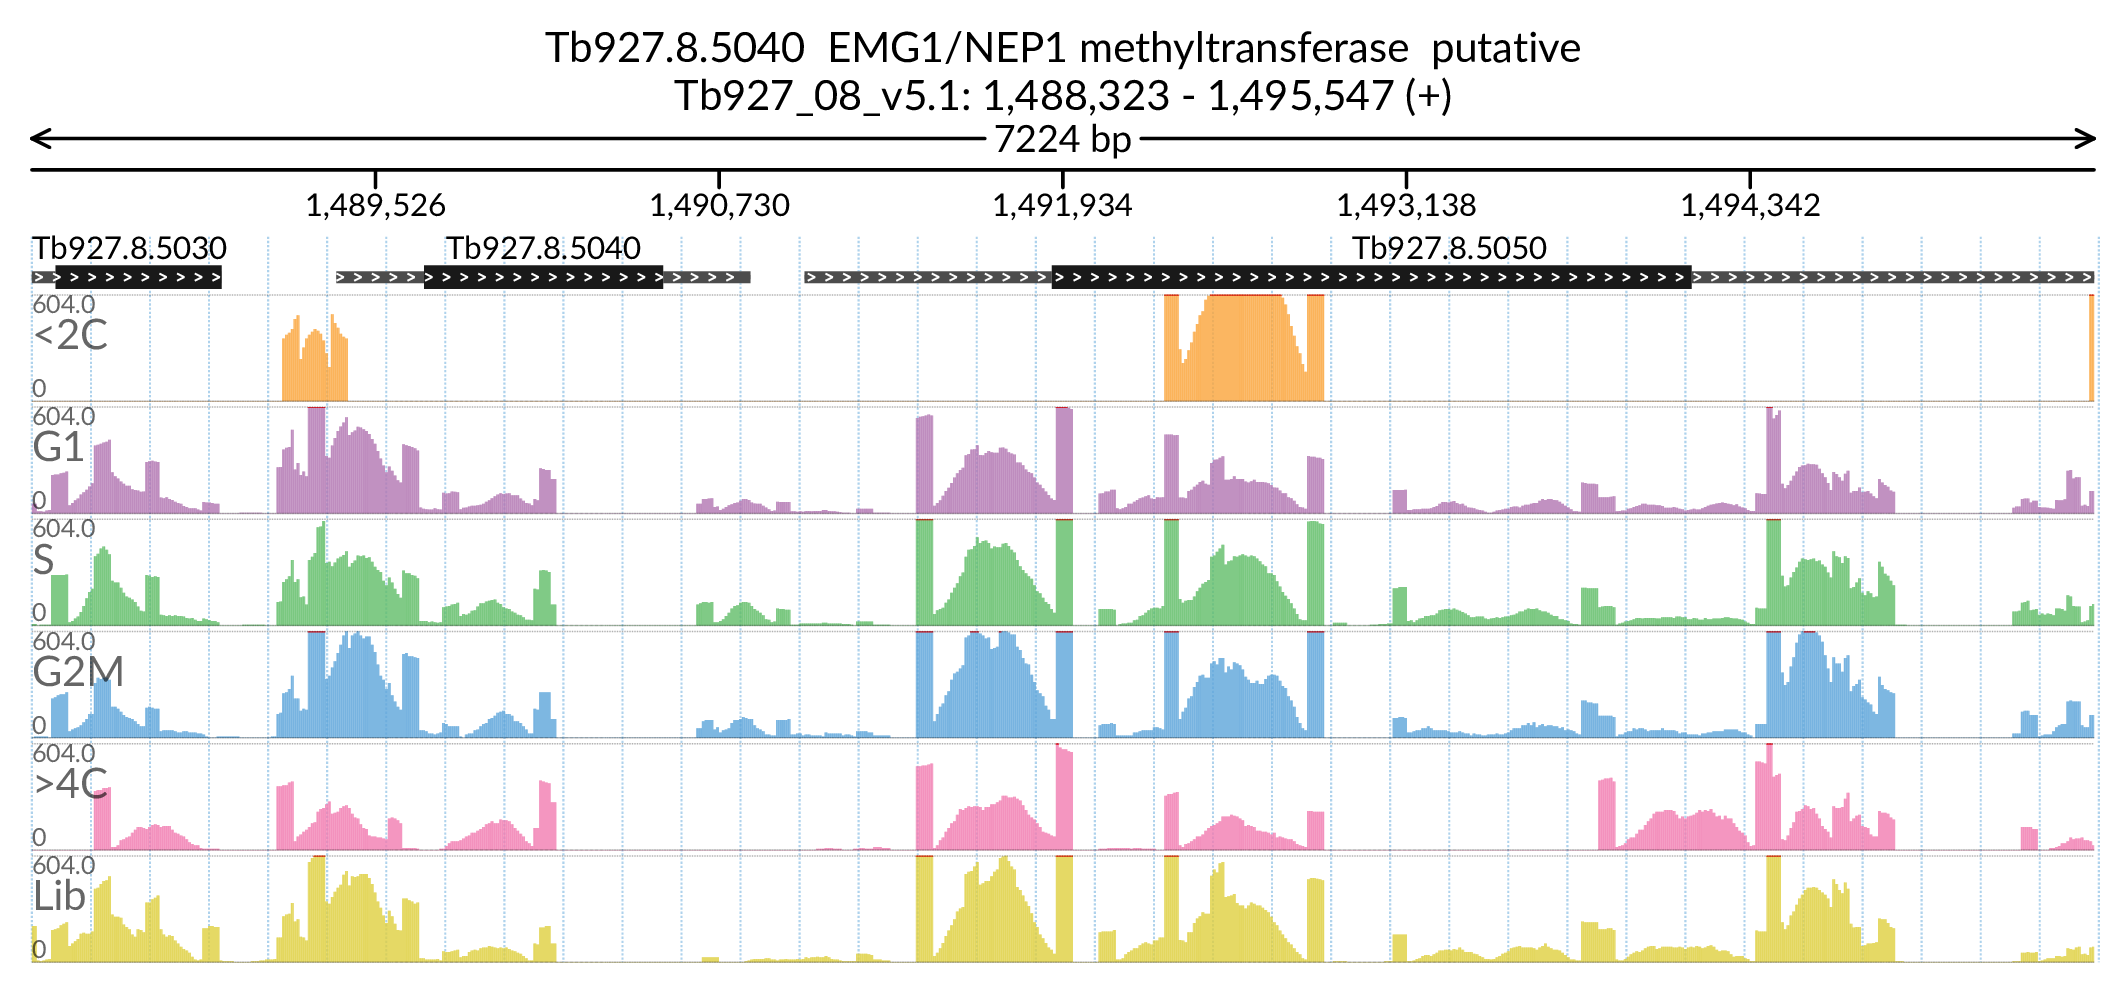 Tb927.8.5040  EMG1/NEP1 methyltransferase  putative
Tb927_08_v5.1: 1,488,323 - 1,495,547 (+)
7224 bp
1,489,526 1,490,730 1,491,934 1,493,138 1,494,342
Tb927.8.5030 Tb927.8.5040 Tb927.8.5050
604.0
<2C
0
604.0
G1
0
604.0
S
0
604.0
G2M
0
604.0
>4C
0
604.0
Lib
0